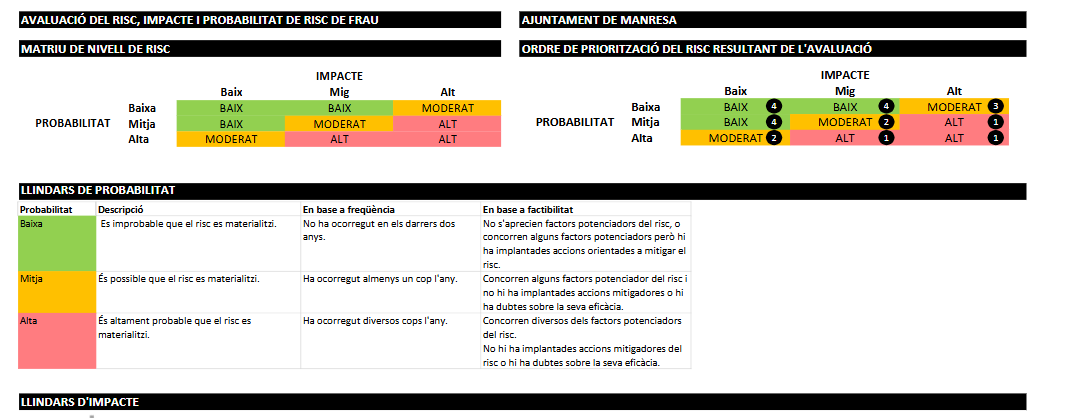 AVALUACIÓ DEL RISC, IMPACTE I PROBABILITAT DE RISC DE FRAU
AJUNTAMENT DE MANRESA
MATRIU DE NIVELL DE RISC
ORDRE DE PRIORITZACIÓ DEL RISC RESULTANT DE L'AVALUACIÓ
IMPACTE
Baix Mig Alt
Baixa BAIX BAIX MODERAT
PROBABILITAT Mitja BAIX MODERAT ALT
Alta MODERAT ALT ALT
IMPACTE
Baix Mig Alt
Baixa BAIX 4 BAIX 4 MODERAT 3
PROBABILITAT Mitja BAIX 4 MODERAT 2 ALT 1
Alta MODERAT 2 ALT 1 ALT 1
LLINDARS DE PROBABILITAT
Probabilitat Descripció En base a freqüència En base a factibilitat
Baixa
Es improbable que el risc es materialitzi.
No ha ocorregut en els darrers dos
anys.
No s'aprecien factors potenciadors del risc, o
concorren alguns factors potenciadors però hi
ha implantades accions orientades a mitigar el
risc.
Mitja
És possible que el risc es materialitzi.
Ha ocorregut almenys un cop l'any.
Concorren alguns factors potenciador del risc i
no hi ha implantades accions mitigadores o hi
ha dubtes sobre la seva eficàcia.
Alta
És altament probable que el risc es
materialitzi.
Ha ocorregut diversos cops l'any.
Concorren diversos dels factors potenciadors
del risc.
No hi ha implantades accions mitigadores del
risc o hi ha dubtes sobre la seva eficàcia.
LLINDARS D'IMPACTE